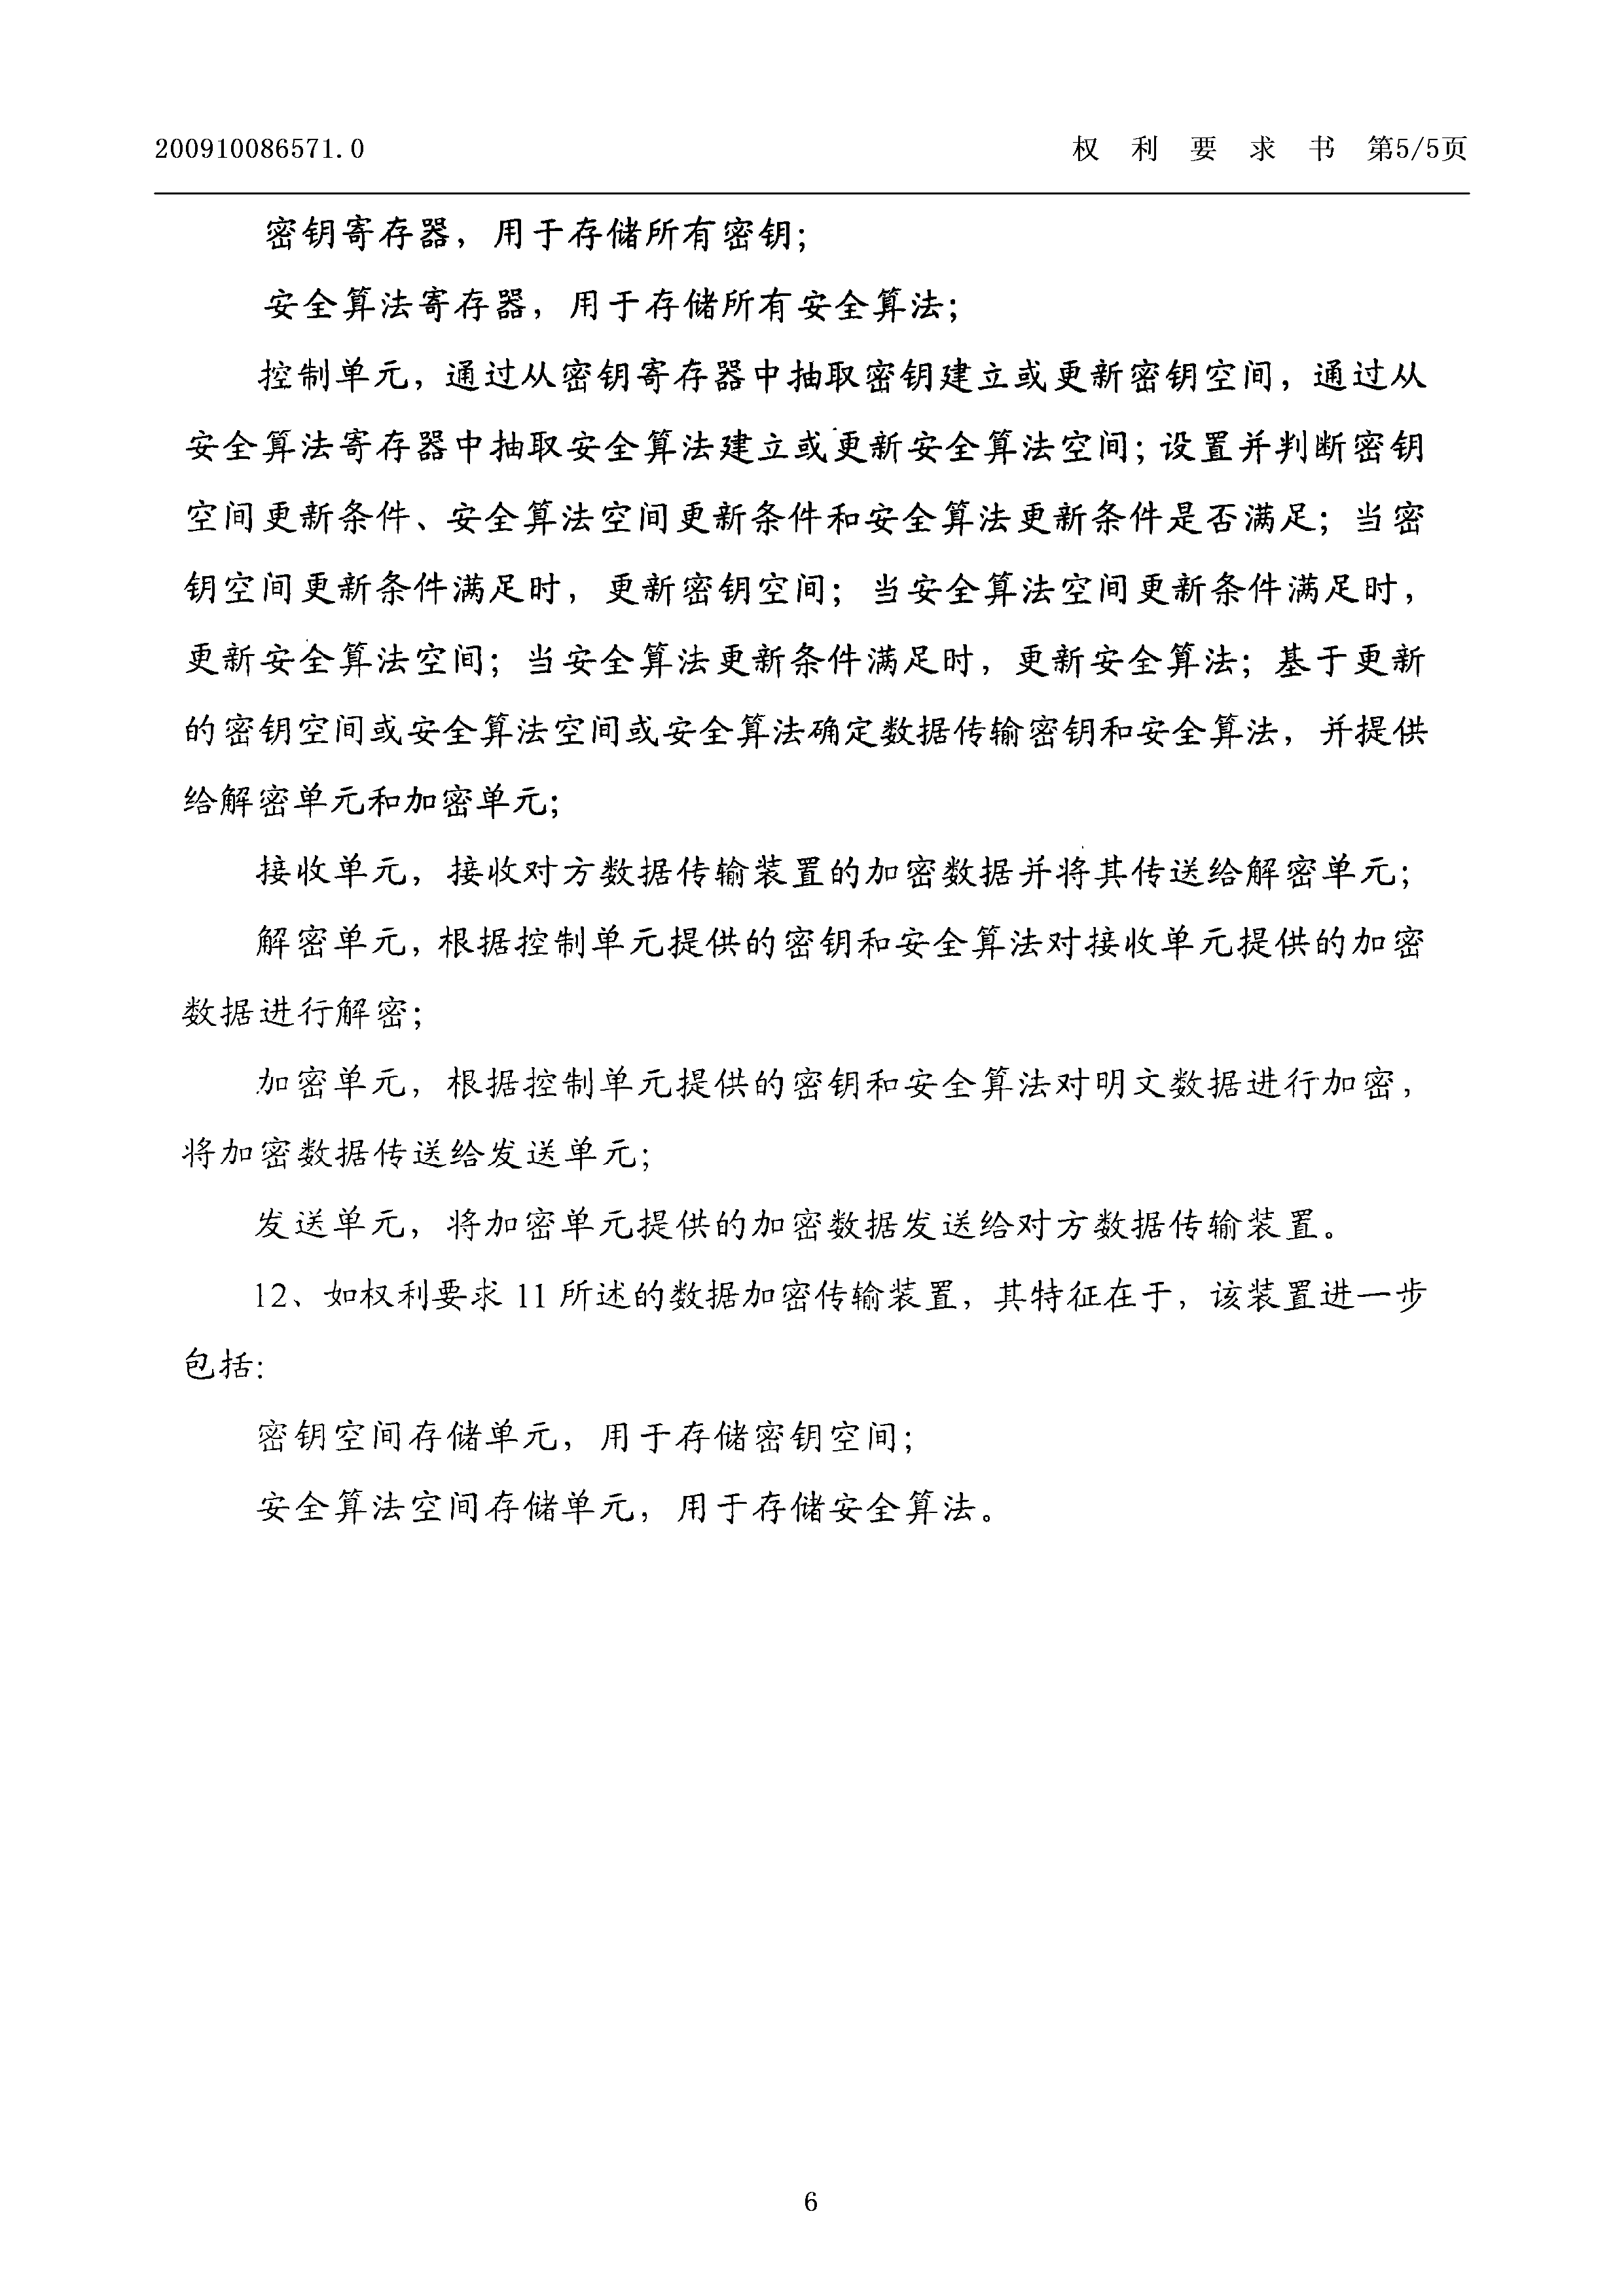 200910086571.0 权利要求书 第5/5页
密钥寄存器，用于存储所有密钥；
安全算法寄存器，用于存储所有安全算法；
控制单元，通过从密钥寄存器中抽取密钥建立或更新密钥空间，通过从
安全算法寄存器中抽取安全算法建立或更新安全算法空间；设置并判断密钥
空间更新条件、安全算法空间更新条件和安全算法更新条件是否满足；当密
钥空间更新条件满足时，更新密钥空间；当安全算法空间更新条件满足时，
更新安全算法空间；当安全算法更新条件满足时，更新安全算法；基于更新
的密钥空间或安全算法空间或安全算法确定数据传输密钥和安全算法，并提供
给解密单元和加密单元；
接收单元，接收对方数据传输装置的加密数据并将其传送给解密单元；
解密单元，根据控制单元提供的密钥和安全算法对接收单元提供的加密
数据进行解密；
加密单元，根据控制单元提供的密钥和安全算法对明文数据进行加密，
将加密数据传送给发送单元；
发送单元，将加密单元提供的加密数据发送给对方数据传输装置。
12、如权利要求 11 所述的数据加密传输装置，其特征在于，该装置进一步
包括：
密钥空间存储单元，用于存储密钥空间；
安全算法空间存储单元，用于存储安全算法。
6